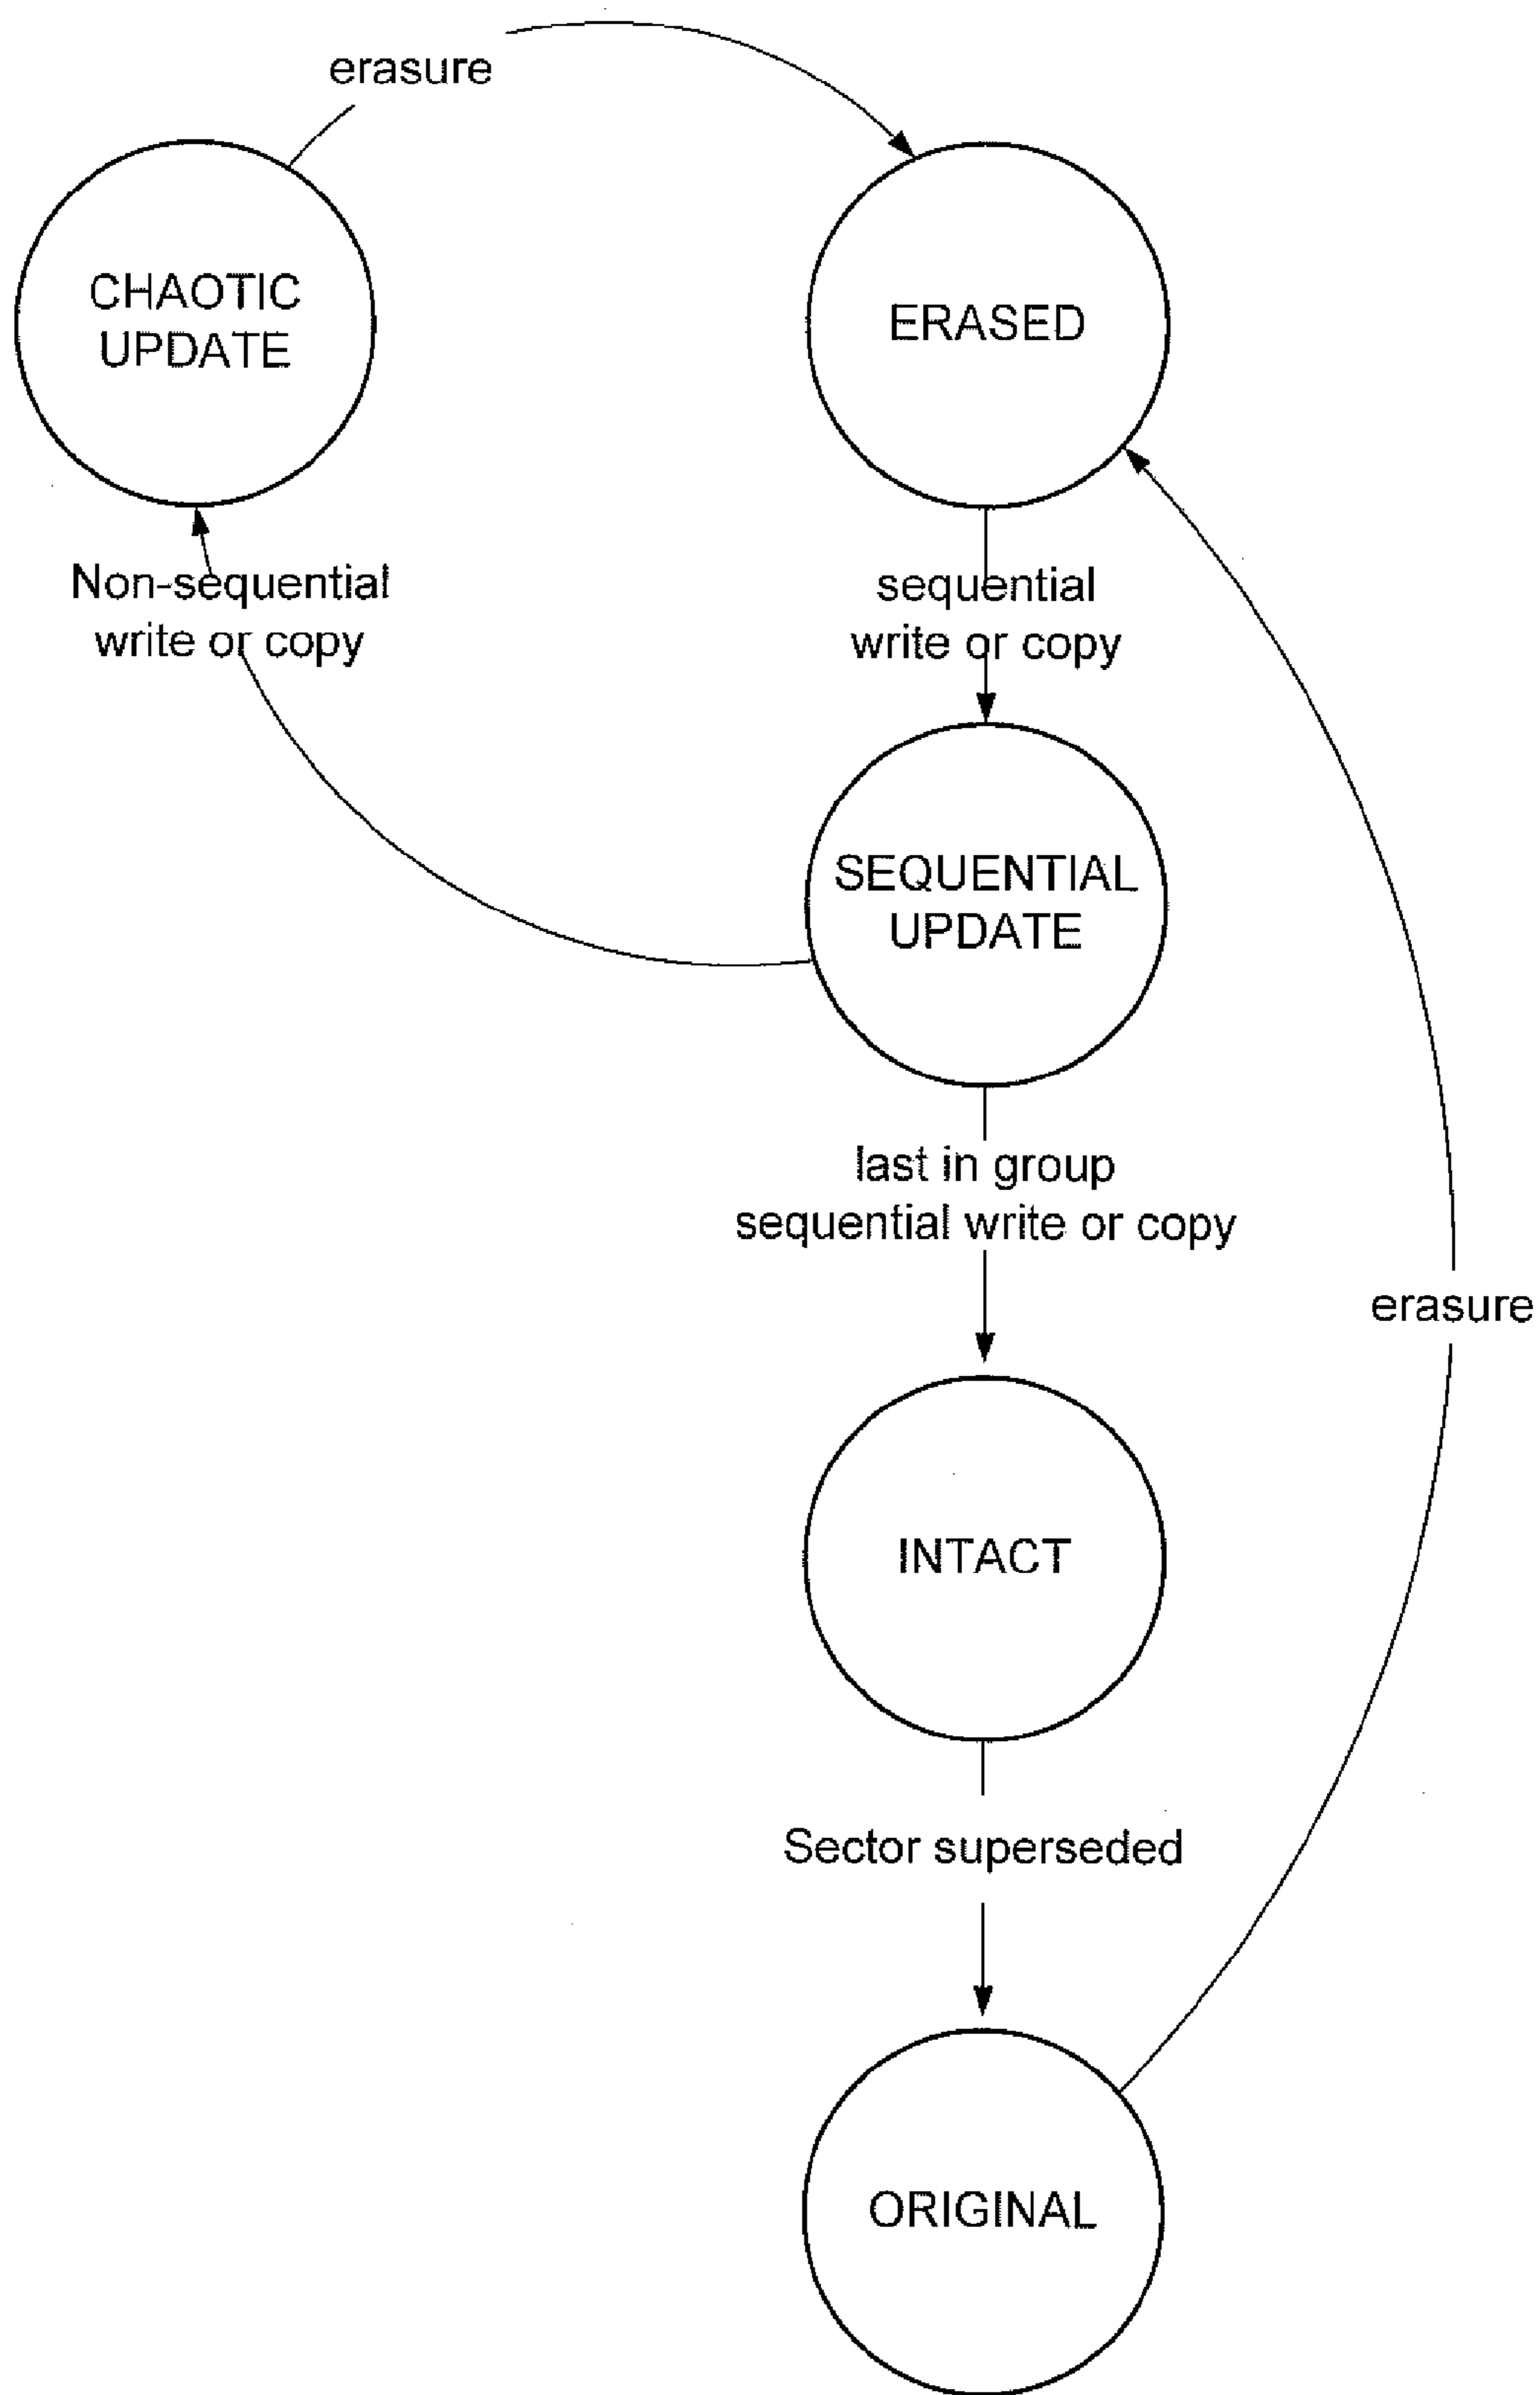 erasure
CHAOTIC
UPDATE
ERASED
Non-sequential
write or copy
sequential
write or copy
SEQUENTIAL
UPDATE
last in group
sequential write or copy
erasure
INTACT
Sector superseded
ORIGINAL